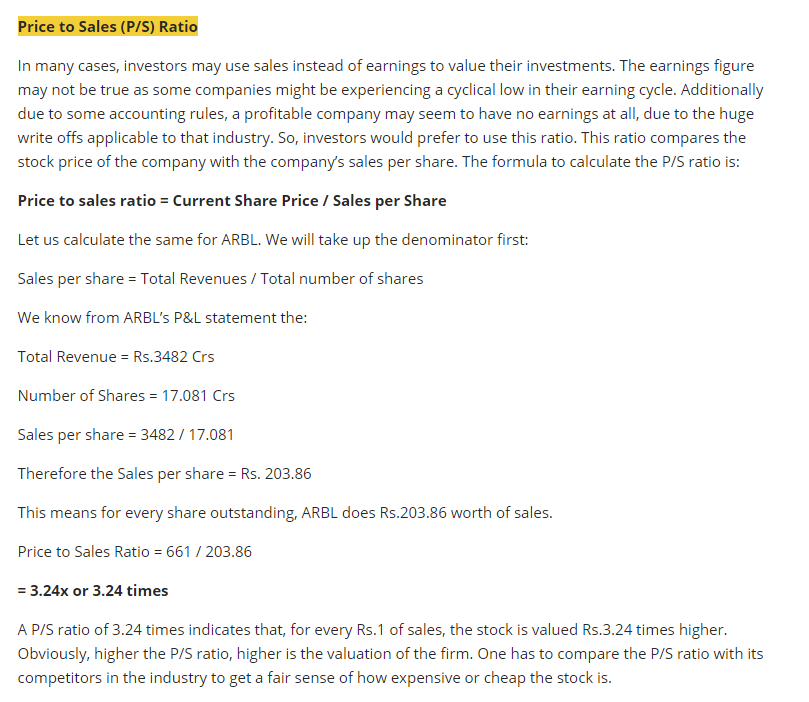 Price to Sales (P/S) Ratio
In many cases, investors may use sales instead of earnings to value their investments. The earnings figure
may not be true as some companies might be experiencing a cyclical low in their earning cycle. Additionally
due to some accounting rules, a profitable company may seem to have no earnings at all, due to the huge
write offs applicable to that industry. So, investors would prefer to use this ratio. This ratio compares the
stock price of the company with the company’s sales per share. The formula to calculate the P/S ratio is:
Price to sales ratio = Current Share Price / Sales per Share
Let us calculate the same for ARBL. We will take up the denominator first:
Sales per share = Total Revenues / Total number of shares
We know from ARBL’s P&L statement the:
Total Revenue = Rs.3482 Crs
Number of Shares = 17.081 Crs
Sales per share = 3482 / 17.081
Therefore the Sales per share = Rs. 203.86
This means for every share outstanding, ARBL does Rs.203.86 worth of sales.
Price to Sales Ratio = 661 / 203.86
= 3.24x or 3.24 times
A P/S ratio of 3.24 times indicates that, for every Rs.1 of sales, the stock is valued Rs.3.24 times higher.
Obviously, higher the P/S ratio, higher is the valuation of the firm. One has to compare the P/S ratio with its
competitors in the industry to get a fair sense of how expensive or cheap the stock is.